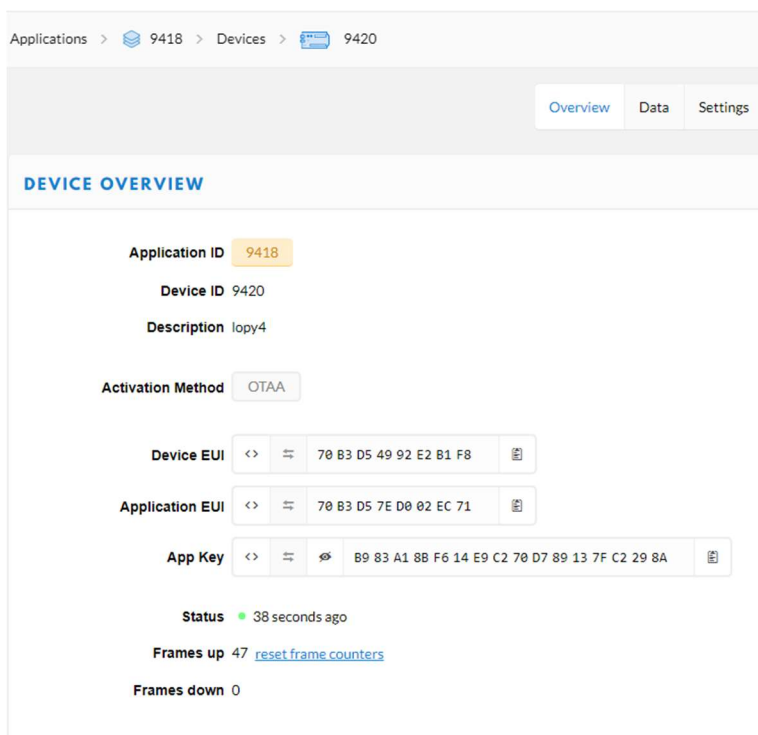 Applications > 9418 > Devices > 9420
Overview Data Settings
DEVICE OVERVIEW
Application ID 9418
Device ID 9420
Description lopy4
Activation Method OTAA
Device EUI <> 70 B3 D5 49 92 E2 B1 F8
Application EUI <> 70 B3 D5 7E D0 02 EC 71
App Key <> B9 83 A1 8B F6 14 E9 C2 70 D7 89 13 7F C2 29 8A
Status 38 seconds ago
Frames up 47 reset frame counters
Frames down 0